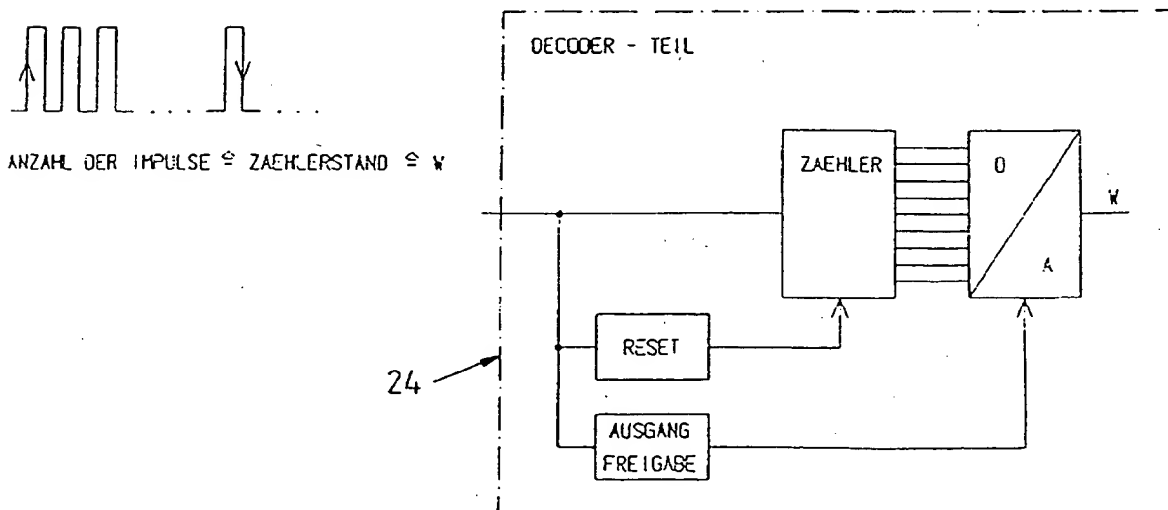 DECODER - TEIL
ANZAHL DER IMPULSE ≙ ZAEHLERSTAND ≙ W
ZAEHLER
D
A
W
RESET
24
AUSGANG
FREIGABE